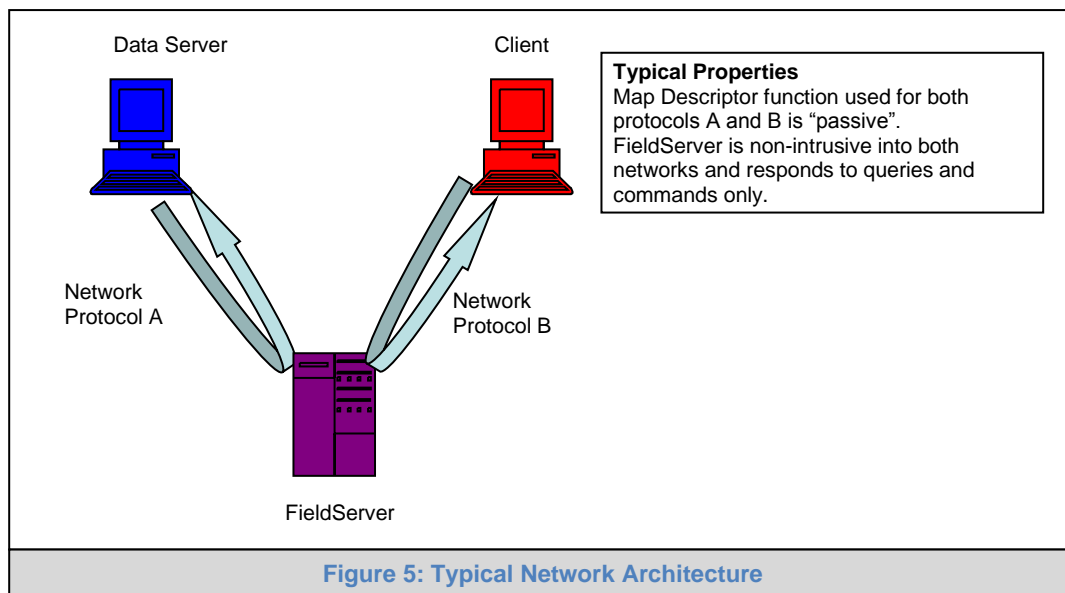 Data Server
Client
Typical Properties
Map Descriptor function used for both
protocols A and B is “passive”.
FieldServer is non-intrusive into both
networks and responds to queries and
commands only.
Network
Protocol A
Network
Protocol B
FieldServer
Figure 5: Typical Network Architecture